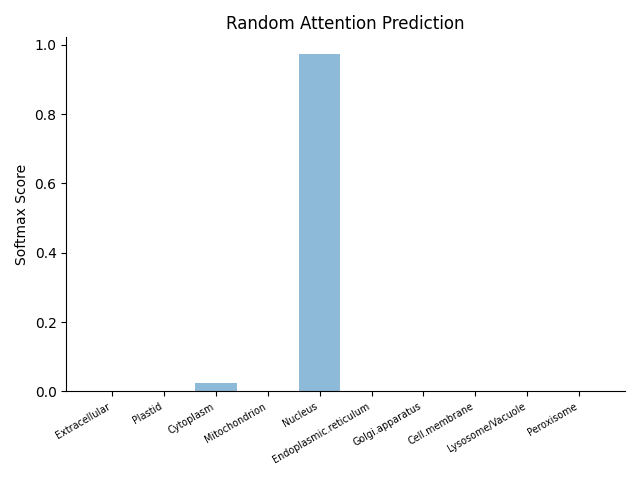 Random Attention Prediction
1.0
0.8
0.6
0.4
0.2
0.0
Softmax Score
Extracellular
Plastid
Cytoplasm
Mitochondrion
Nucleus
Endoplasmic.reticulum
Golgi.apparatus
Cell.membrane
Lysosome/Vacuole
Peroxisome